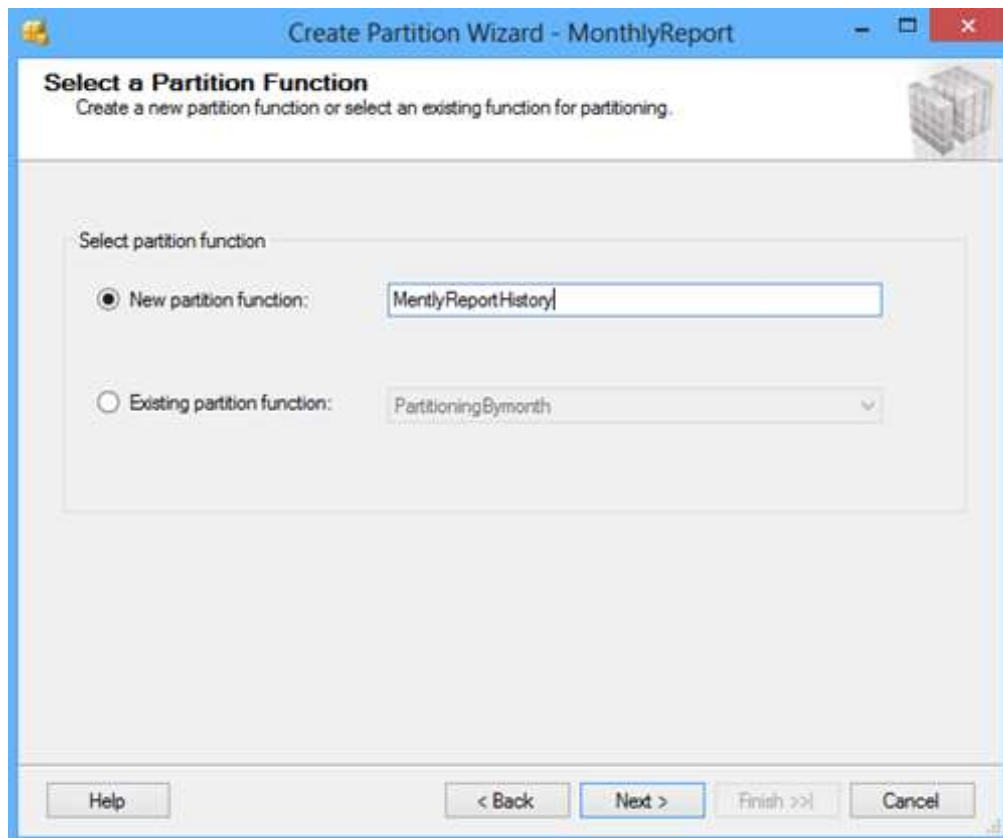 Create Partition Wizard - MonthlyReport
Select a Partition Function
Create a new partition function or select an existing function for partitioning.
Select partition function
New partition function:
MentlyReportHistory
Existing partition function:
PartitioningBymonth
Help
< Back
Next >
Finish >>|
Cancel